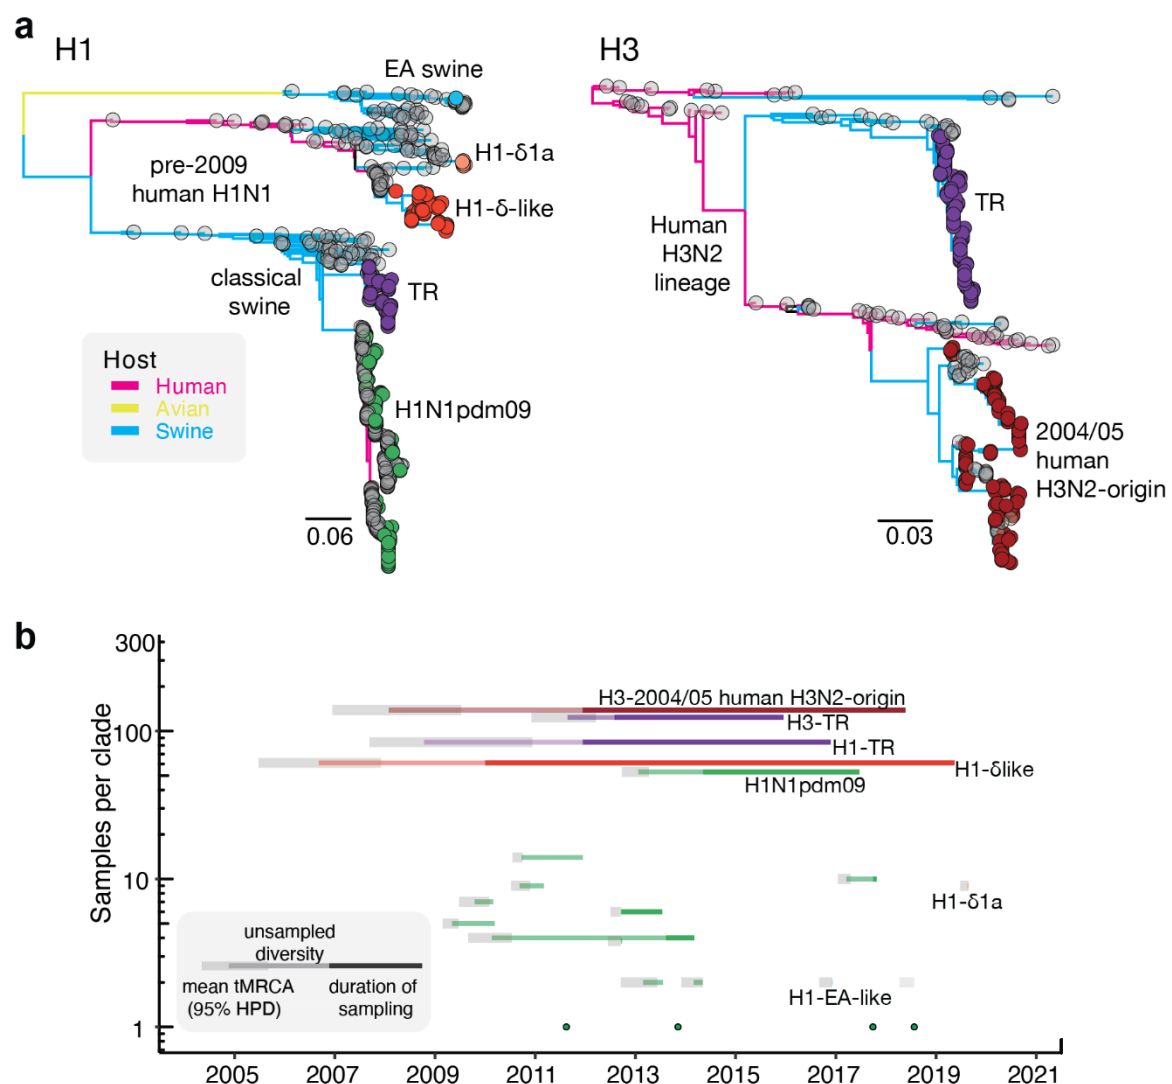 a
H1
H3
EA swine
H1-δ1a
pre-2009
human H1N1
H1-δ-like
classical
swine
TR
H1N1pdm09
0.06
Host
Human
Avian
Swine
TR
Human
H3N2
lineage
2004/05
human
H3N2-origin
0.03
b
Samples per clade
300
100
10
1
H3-2004/05 human H3N2-origin
H3-TR
H1-TR
H1-δlike
H1N1pdm09
H1-δ1a
H1-EA-like
unsampled
diversity
mean tMRCA
(95% HPD)
duration of
sampling
2005 2007 2009 2011 2013 2015 2017 2019 2021